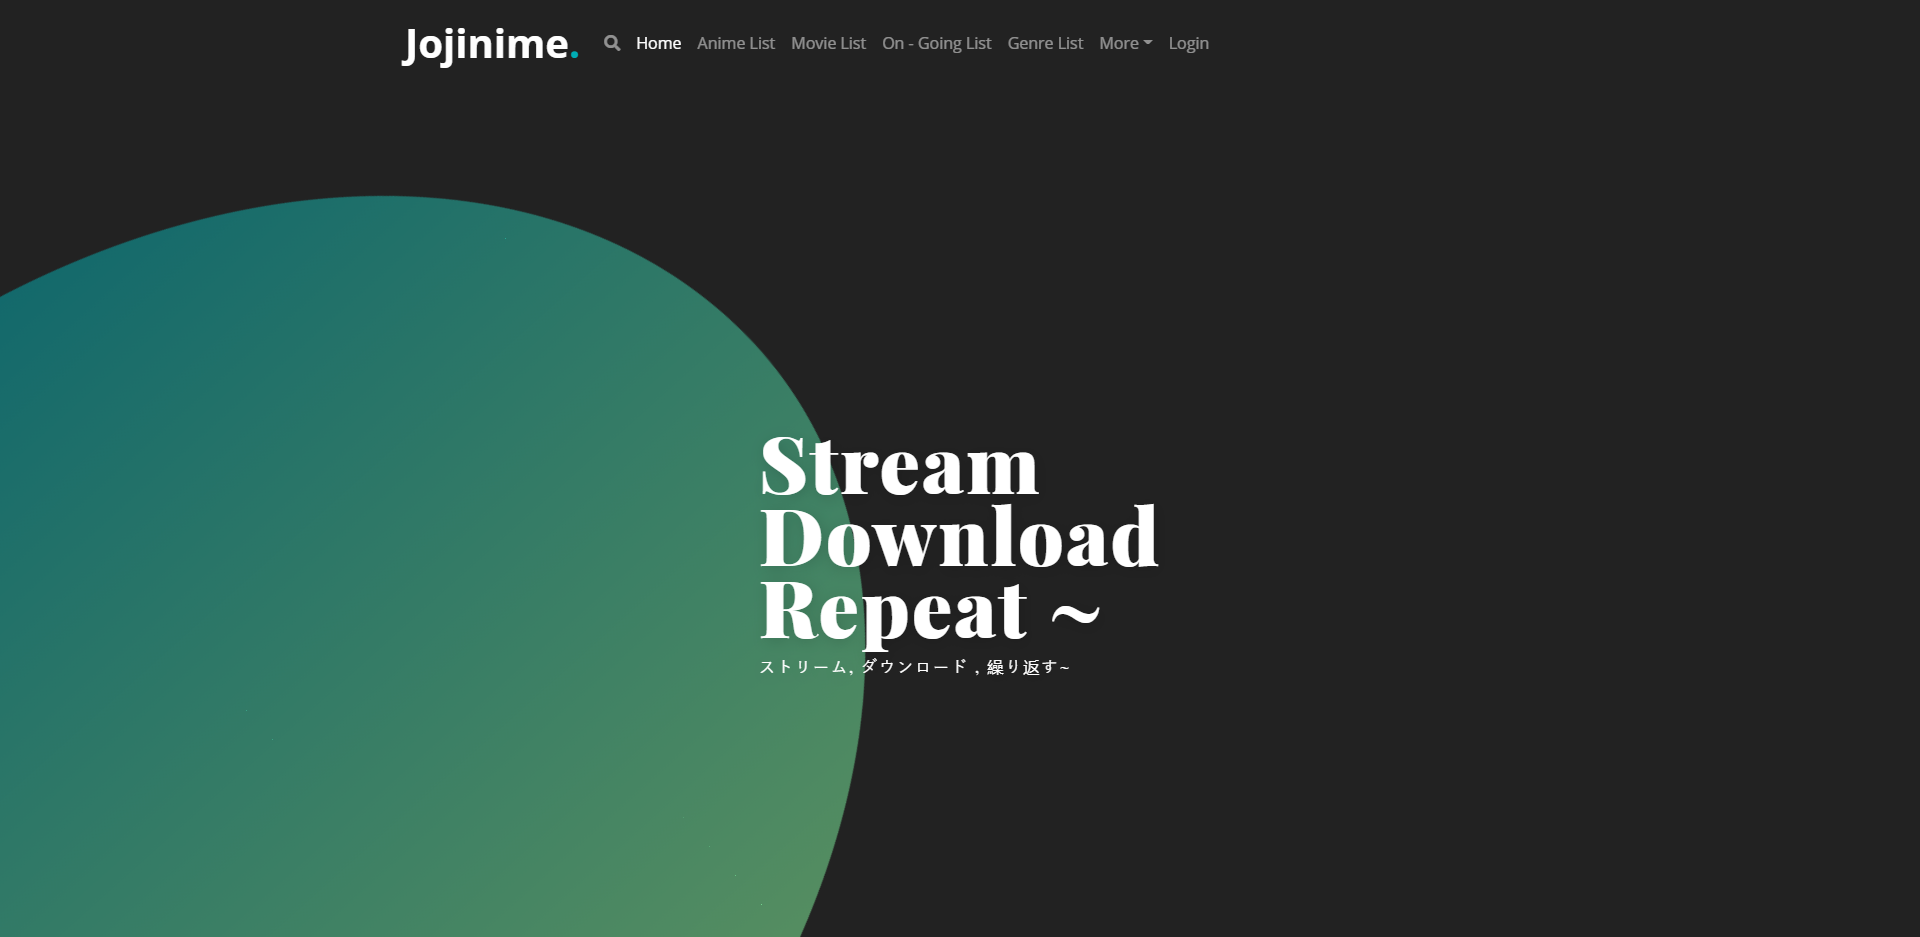 Jojinime.
Home Anime List Movie List On - Going List Genre List More Login
Stream
Download
Repeat ~
ストリーム, ダウンロード , 繰り返す~